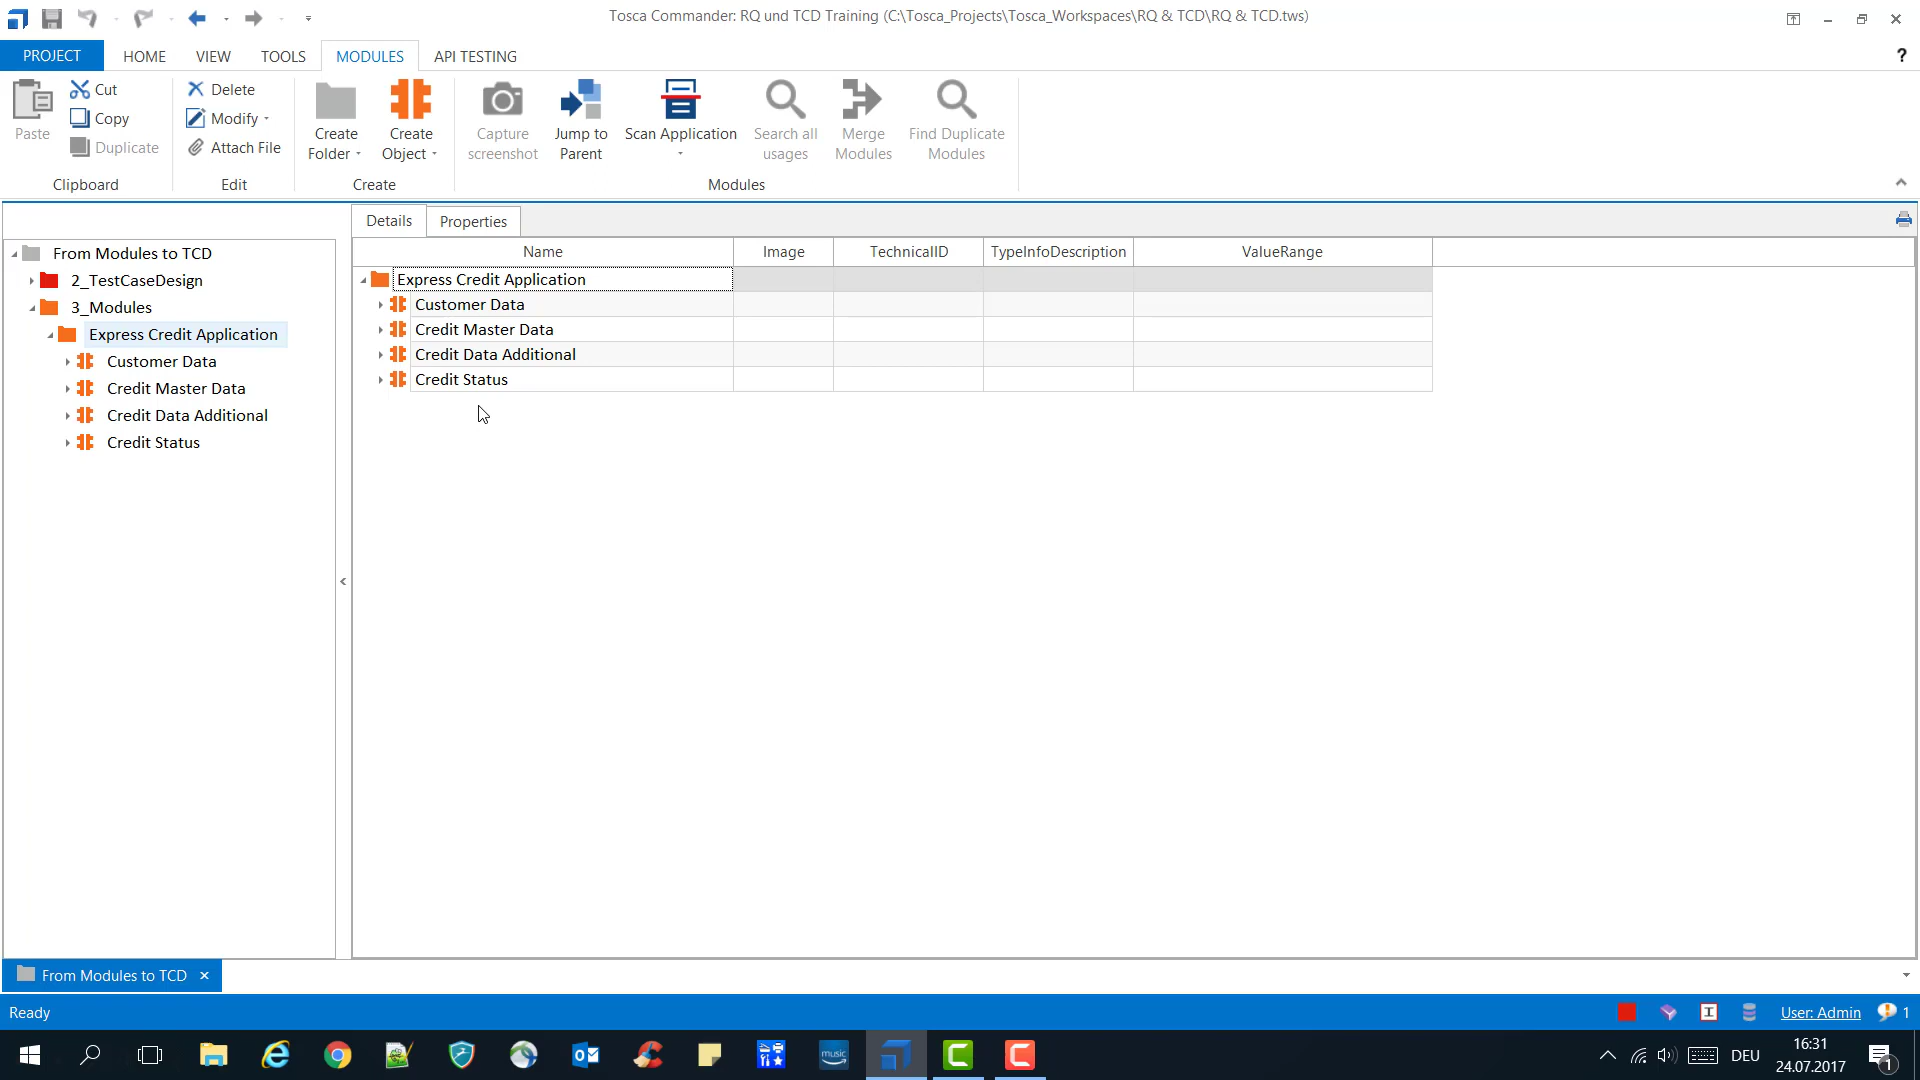 Tosca Commander: RQ und TCD Training (C:\Tosca_Projects\Tosca_Workspaces\RQ & TCD\RQ & TCD.tws)
PROJECT HOME VIEW TOOLS MODULES API TESTING ?
Paste
Cut
Copy
Duplicate
Clipboard
Delete
Modify
Attach File
Edit
Create Folder
Create Object
Create
Capture screenshot
Jump to Parent
Scan Application
Search all usages
Merge Modules
Find Duplicate Modules
Modules
From Modules to TCD
2_TestCaseDesign
3_Modules
Express Credit Application
Customer Data
Credit Master Data
Credit Data Additional
Credit Status
Details Properties
Name Image TechnicalID TypeInfoDescription ValueRange
Express Credit Application
Customer Data
Credit Master Data
Credit Data Additional
Credit Status
From Modules to TCD
Ready
User: Admin 1
music
DEU
16:31
24.07.2017
1